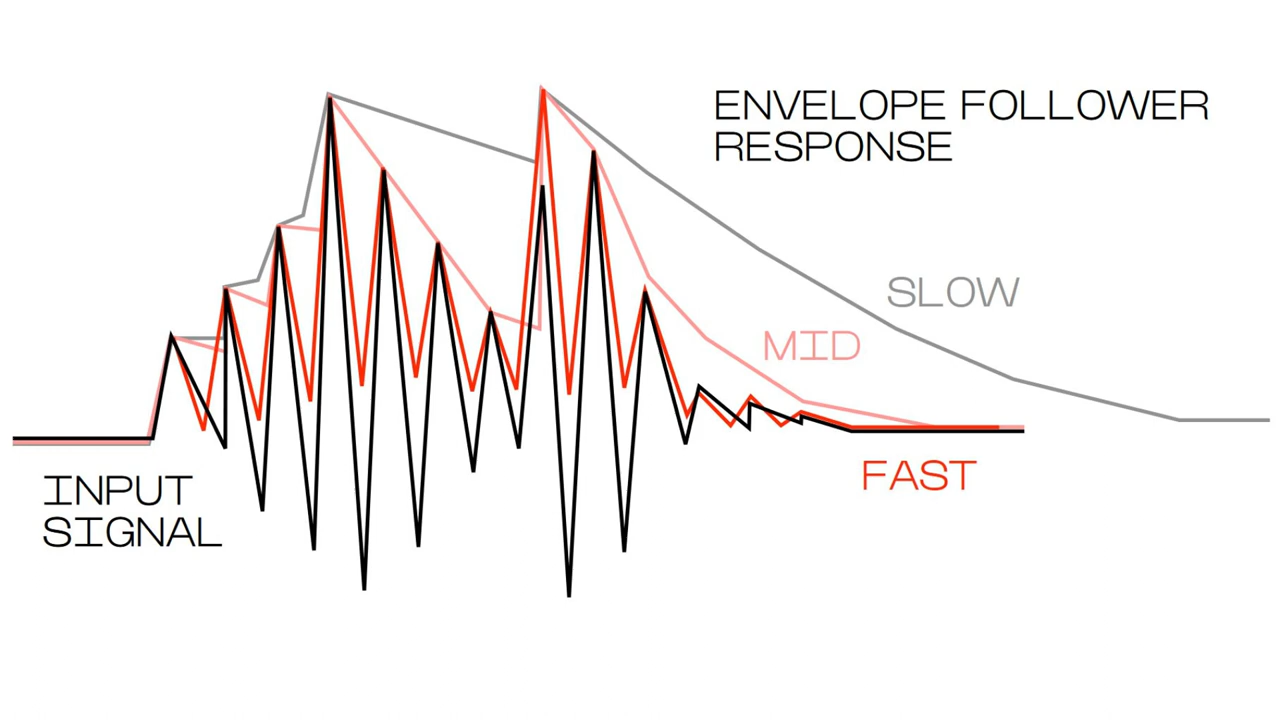 ENVELOPE FOLLOWER
RESPONSE
SLOW
MID
FAST
INPUT
SIGNAL